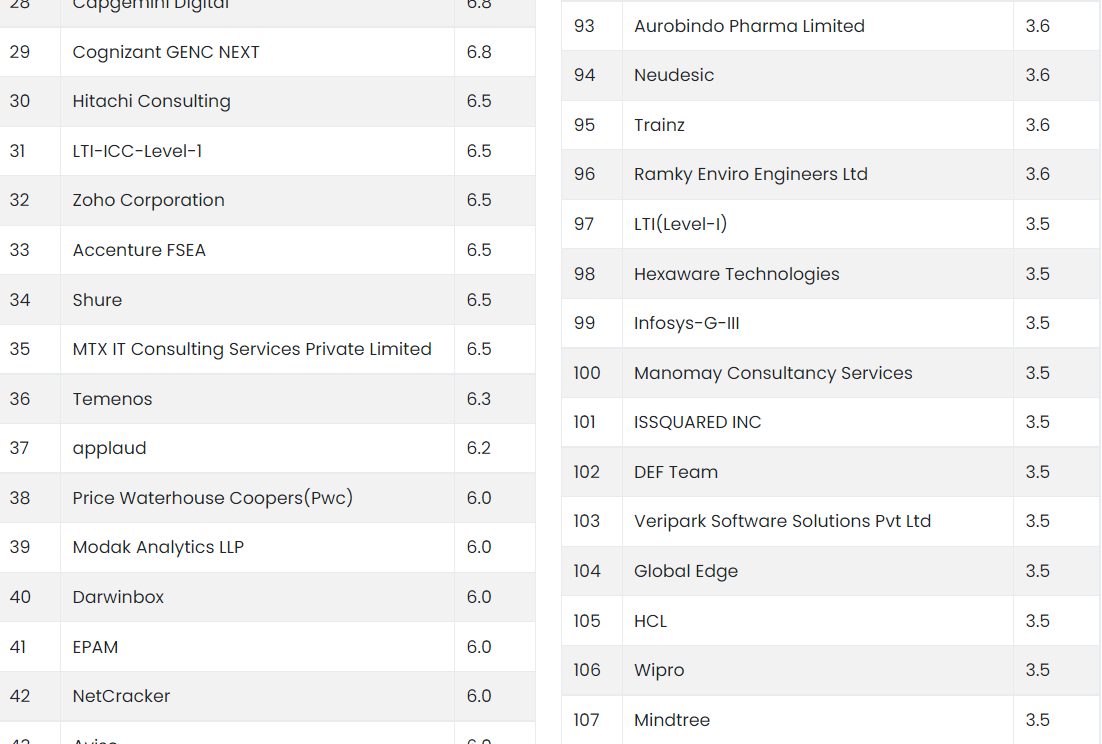 28 Capgemini Digital 6.8
29 Cognizant GENC NEXT 6.8
30 Hitachi Consulting 6.5
31 LTI-ICC-Level-1 6.5
32 Zoho Corporation 6.5
33 Accenture FSEA 6.5
34 Shure 6.5
35 MTX IT Consulting Services Private Limited 6.5
36 Temenos 6.3
37 applaud 6.2
38 Price Waterhouse Coopers(Pwc) 6.0
39 Modak Analytics LLP 6.0
40 Darwinbox 6.0
41 EPAM 6.0
42 NetCracker 6.0
93 Aurobindo Pharma Limited 3.6
94 Neudesic 3.6
95 Trainz 3.6
96 Ramky Enviro Engineers Ltd 3.6
97 LTI(Level-I) 3.5
98 Hexaware Technologies 3.5
99 Infosys-G-III 3.5
100 Manomay Consultancy Services 3.5
101 ISSQUARED INC 3.5
102 DEF Team 3.5
103 Veripark Software Solutions Pvt Ltd 3.5
104 Global Edge 3.5
105 HCL 3.5
106 Wipro 3.5
107 Mindtree 3.5